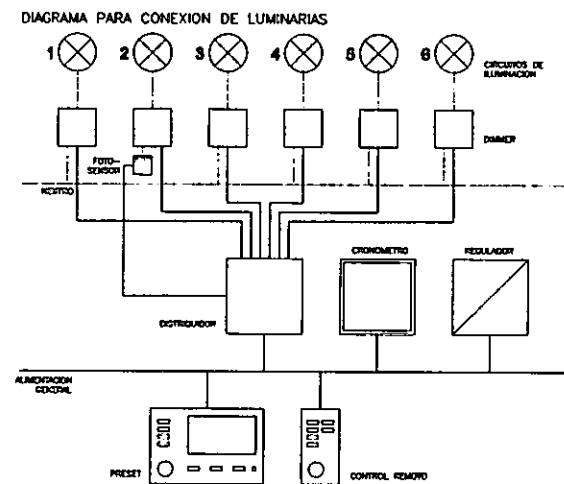 DIAGRAMA PARA CONEXION DE LUMINARIAS
1 2 3 4 5 6
CIRCUITOS DE
ILUMINACION
DIMMER
FOTO-
SENSOR
NEUTRO
CRONOMETRO
REGULADOR
DISTRIBUIDOR
ALIMENTACION
GENERAL
PRESET
CONTROL REMOTO